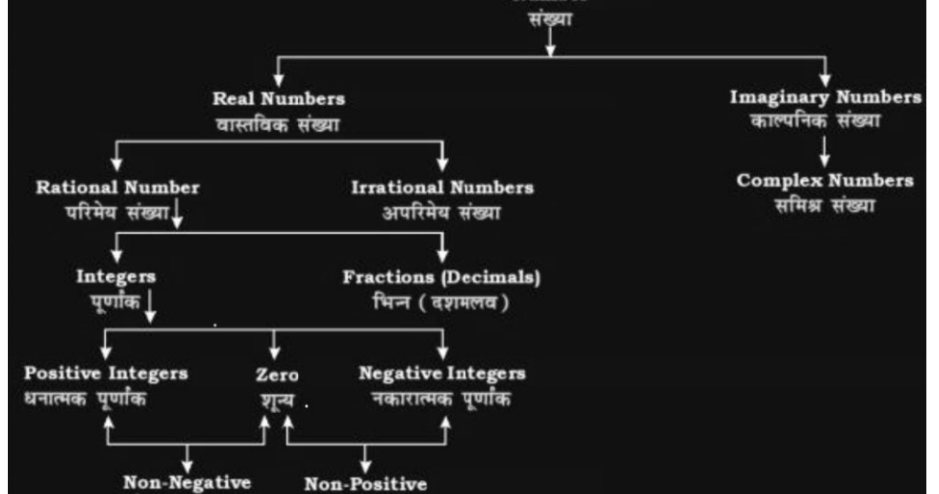 संख्या
Real Numbers
वास्तविक संख्या
Imaginary Numbers
काल्पनिक संख्या
Rational Number
परिमेय संख्या
Irrational Numbers
अपरिमेय संख्या
Complex Numbers
समिश्र संख्या
Integers
पूर्णांक
Fractions (Decimals)
भिन्न ( दशमलव )
Positive Integers
धनात्मक पूर्णांक
Zero
शून्य
Negative Integers
नकारात्मक पूर्णांक
Non-Negative
Non-Positive